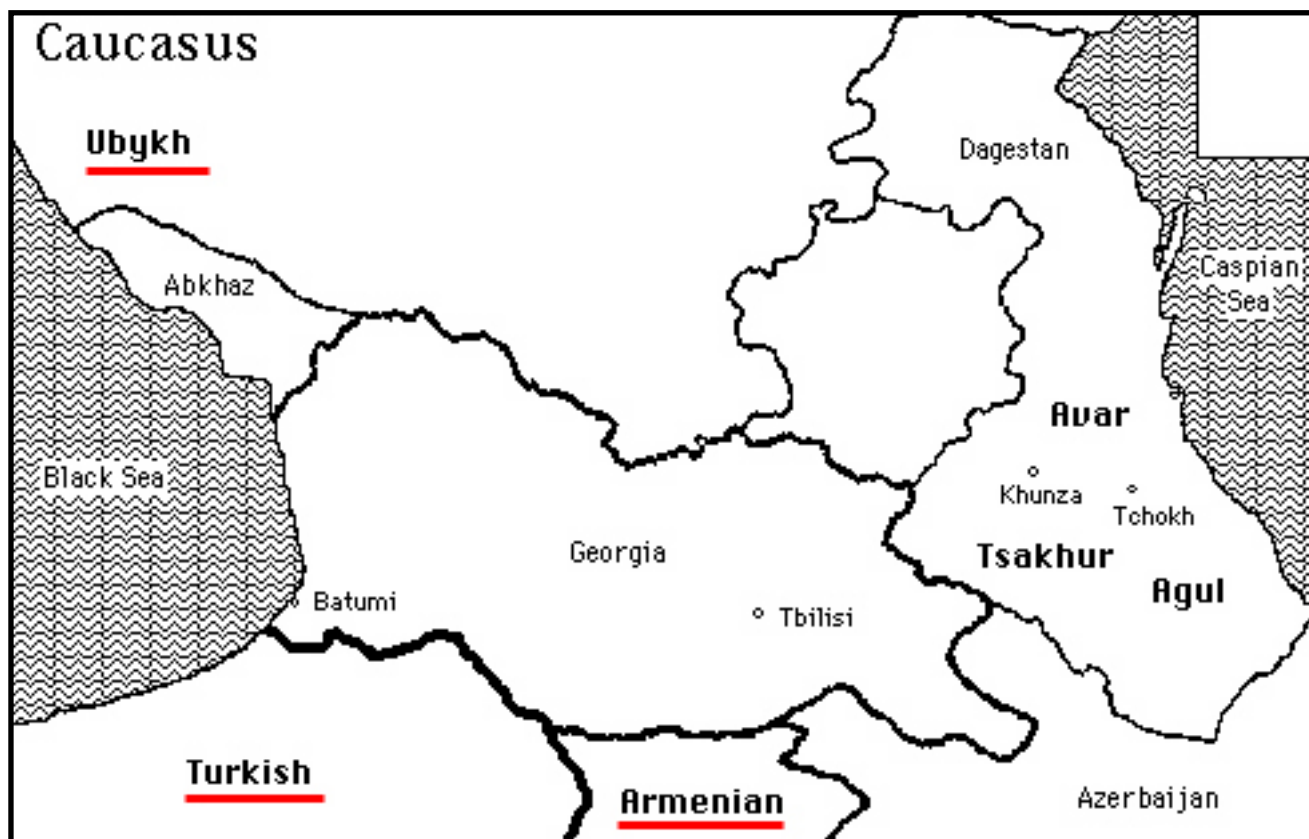 Caucasus
Ubykh
Dagestan
Abkhaz
Caspian
Sea
Avar
Black Sea
Khunza
Tchokh
Georgia
Tsakhur
Agul
Batumi
Tbilisi
Turkish
Armenian
Azerbaijan